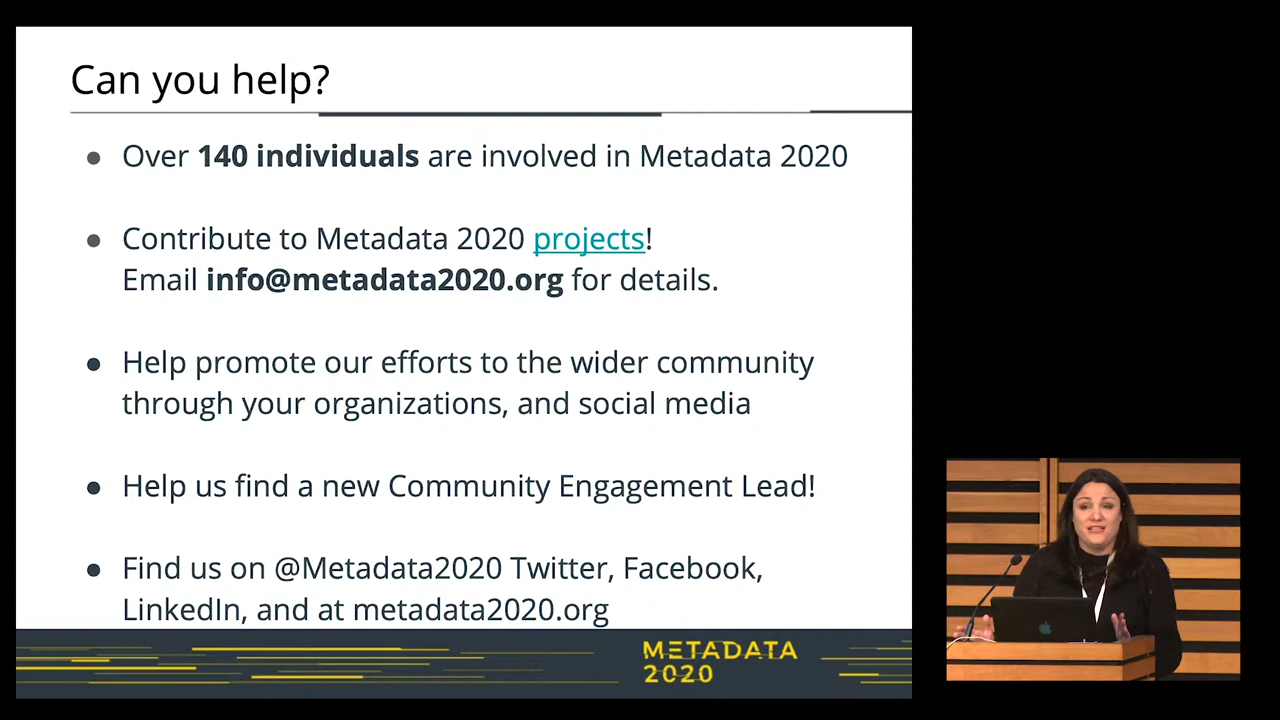 Can you help?
● Over 140 individuals are involved in Metadata 2020
● Contribute to Metadata 2020 projects!
Email info@metadata2020.org for details.
● Help promote our efforts to the wider community
through your organizations, and social media
● Help us find a new Community Engagement Lead!
● Find us on @Metadata2020 Twitter, Facebook,
LinkedIn, and at metadata2020.org
METADATA
2020